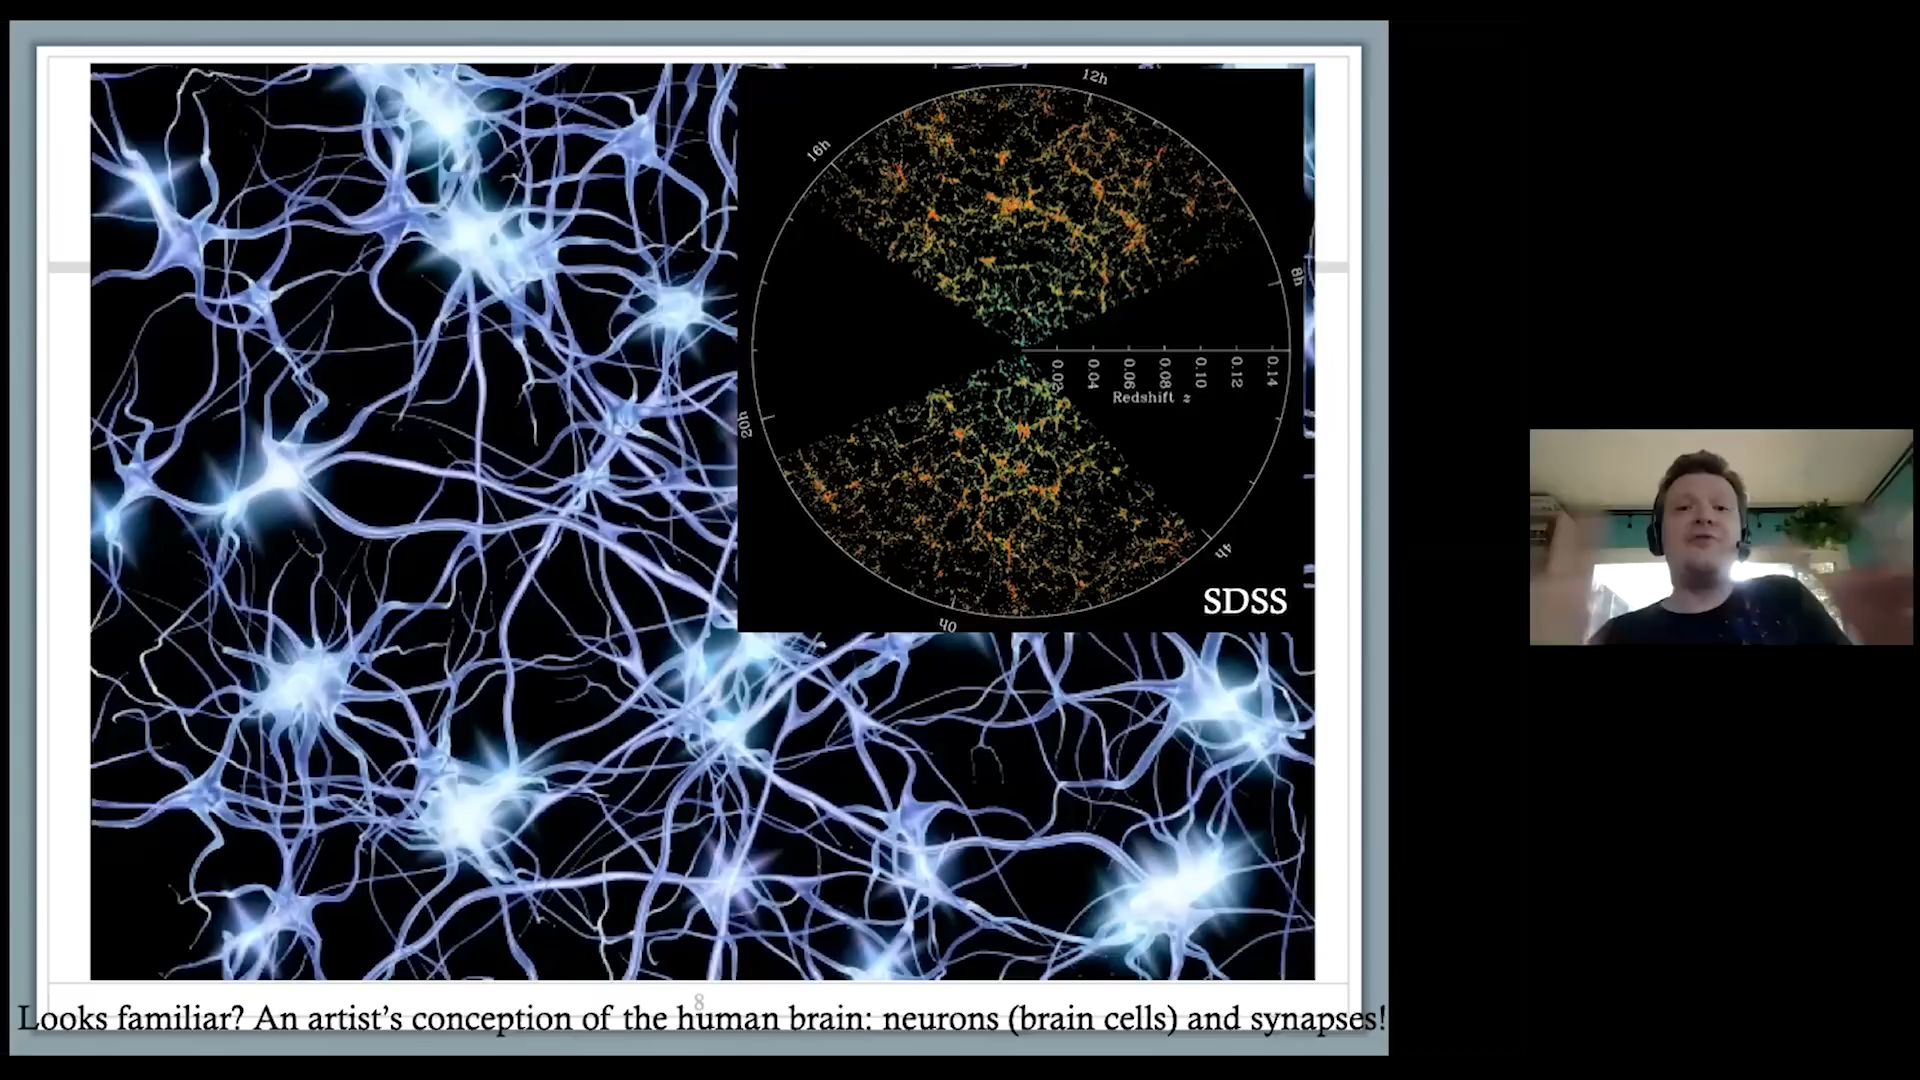 12h
16h
8h
0.02
0.04
0.06
0.08
0.10
0.12
0.14
Redshift z
20h
4h
SDSS
0h
8
Looks familiar? An artist’s conception of the human brain: neurons (brain cells) and synapses!